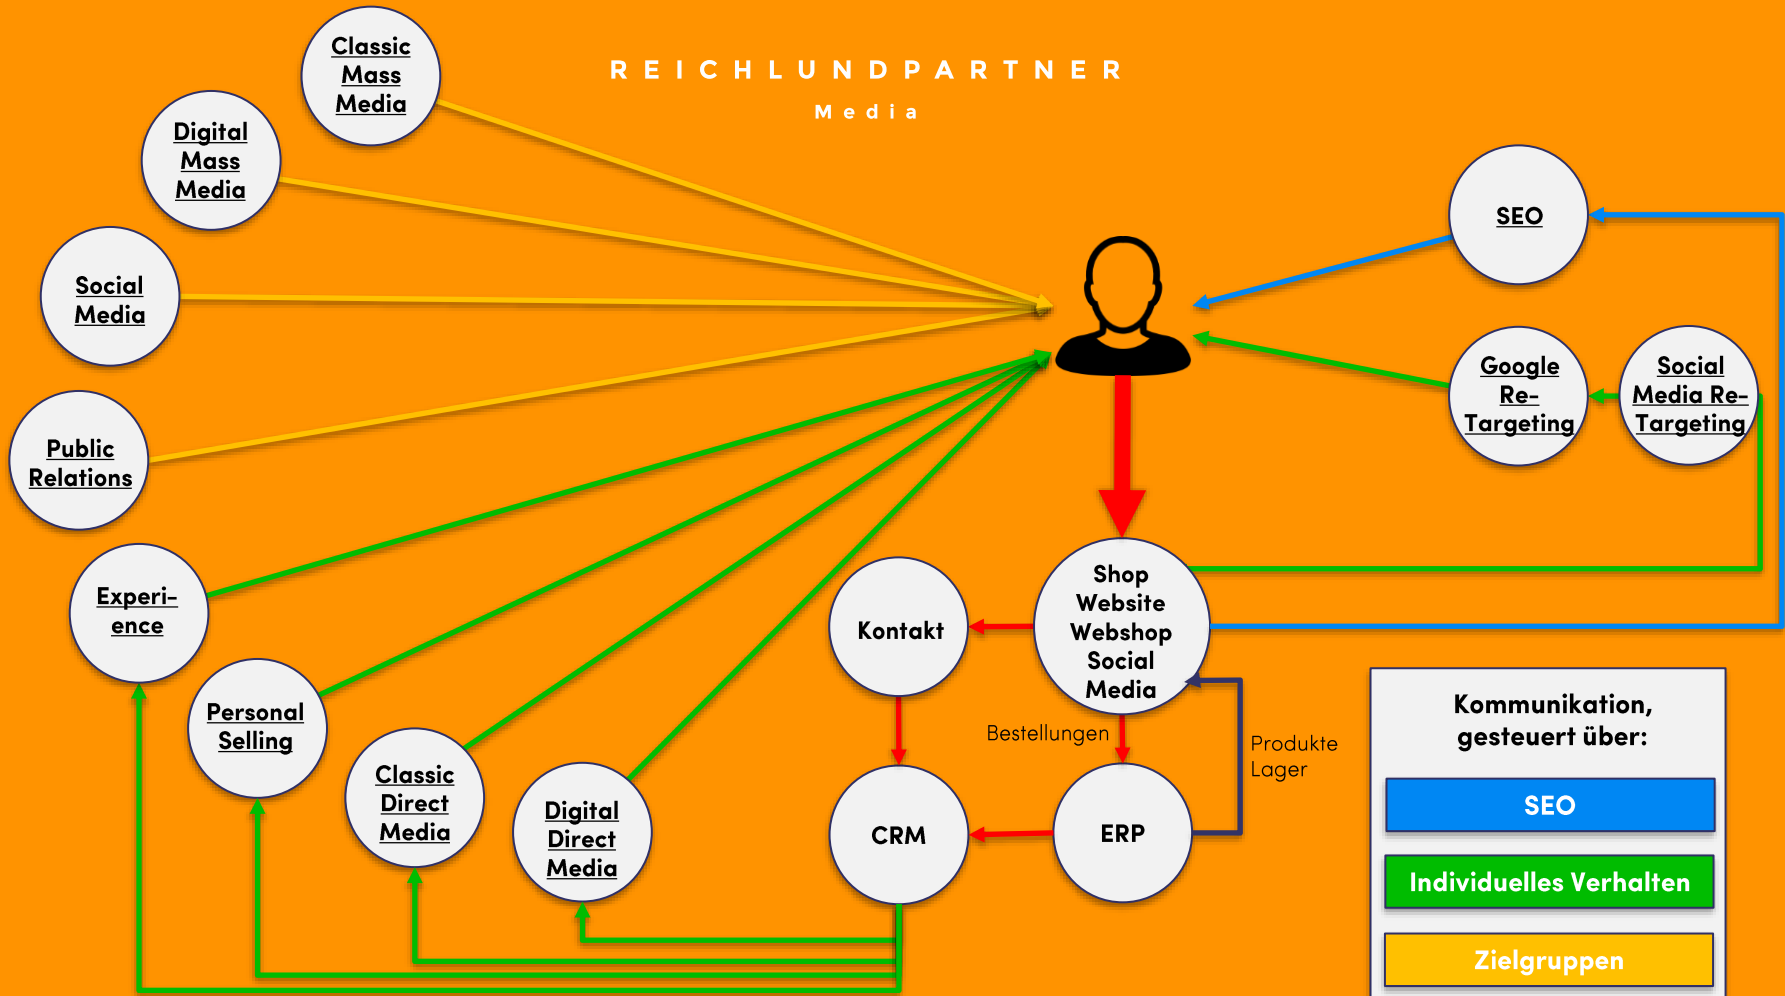 REICHLUNDPARTNER
Media
Classic
Mass
Media
Digital
Mass
Media
Social
Media
Public
Relations
Experi-
ence
Personal
Selling
Classic
Direct
Media
Digital
Direct
Media
SEO
Google
Re-
Targeting
Social
Media Re-
Targeting
Shop
Website
Webshop
Social
Media
Kontakt
Bestellungen
Produkte
Lager
CRM
ERP
Kommunikation,
gesteuert über:
SEO
Individuelles Verhalten
Zielgruppen